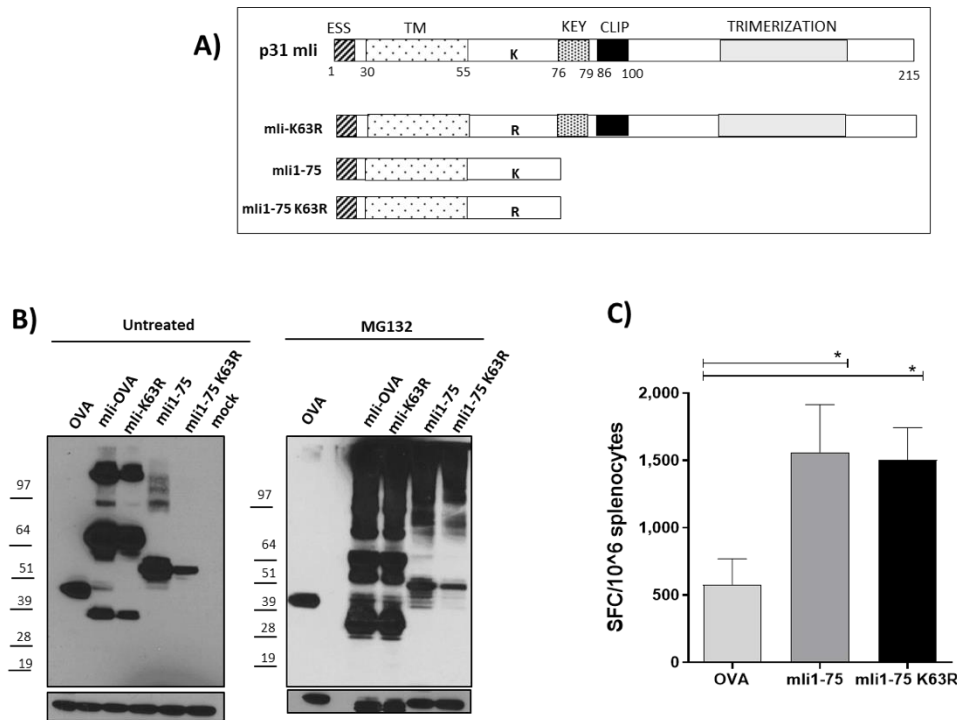 A)
ESS TM KEY CLIP TRIMERIZATION
p31 mli K
1 30 55 76 79 86 100 215
mli-K63R R
mli1-75 K
mli1-75 K63R R
B)
Untreated
OVA mli-OVA mli-K63R mli1-75 mli1-75 K63R mock
97
64
51
39
28
19
MG132
OVA mli-OVA mli-K63R mli1-75 mli1-75 K63R
97
64
51
39
28
19
C)
*
*
SFC/10^6 splenocytes
2,000
1,500
1,000
500
0
OVA mli1-75 mli1-75 K63R